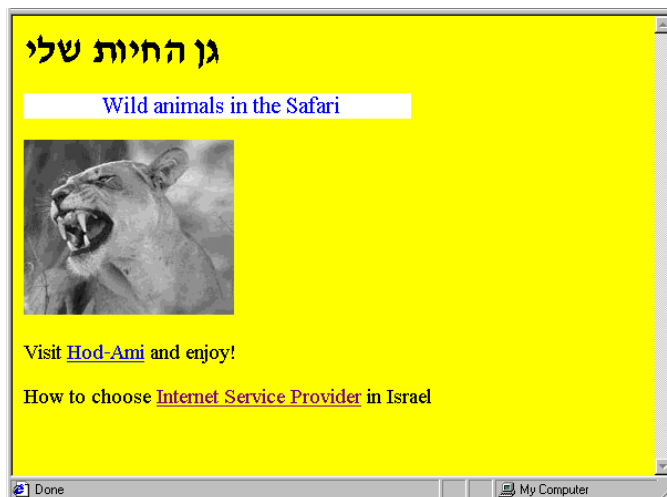 גן החיות שלי
Wild animals in the Safari
Visit Hod-Ami and enjoy!
How to choose Internet Service Provider in Israel
Done
My Computer